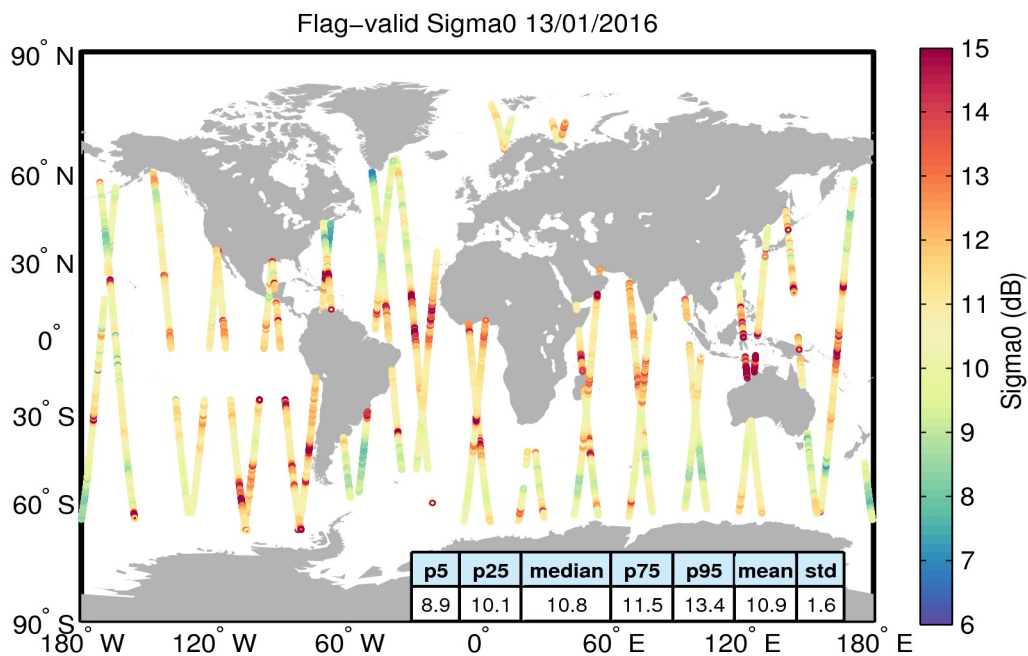 Flag−valid Sigma0 13/01/2016
90° N
60° N
30° N
0°
30° S
60° S
90° S
180° W
120° W
60° W
0°
60° E
120° E
180° E
15
14
13
12
11
10
9
8
7
6
Sigma0 (dB)
p5 p25 median p75 p95 mean std
8.9 10.1 10.8 11.5 13.4 10.9 1.6